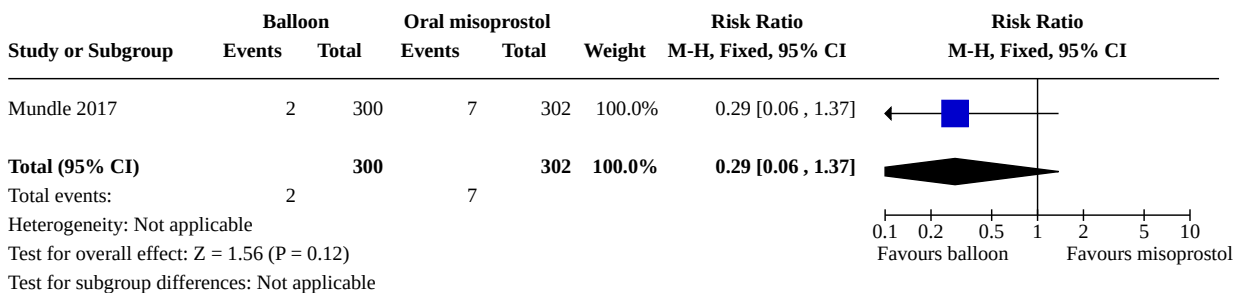 Balloon Oral misoprostol Risk Ratio Risk Ratio
Study or Subgroup Events Total Events Total Weight M-H, Fixed, 95% CI M-H, Fixed, 95% CI
Mundle 2017 2 300 7 302 100.0% 0.29 [0.06 , 1.37]
Total (95% CI) 300 302 100.0% 0.29 [0.06 , 1.37]
Total events: 2 7
Heterogeneity: Not applicable
0.1 0.2 0.5 1 2 5 10
Test for overall effect: Z = 1.56 (P = 0.12) Favours balloon Favours misoprostol
Test for subgroup differences: Not applicable